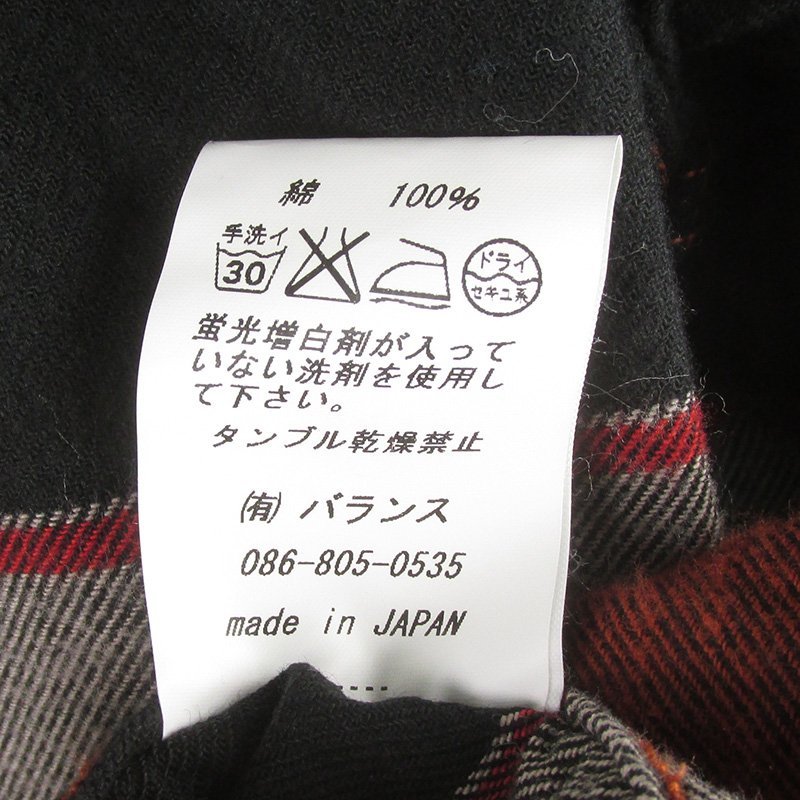 綿 100%
手洗イ
30
ドライ
セキユ系
蛍光増白剤が入って
いない洗剤を使用し
て下さい。
タンブル乾燥禁止
㈲ バランス
086-805-0535
made in JAPAN